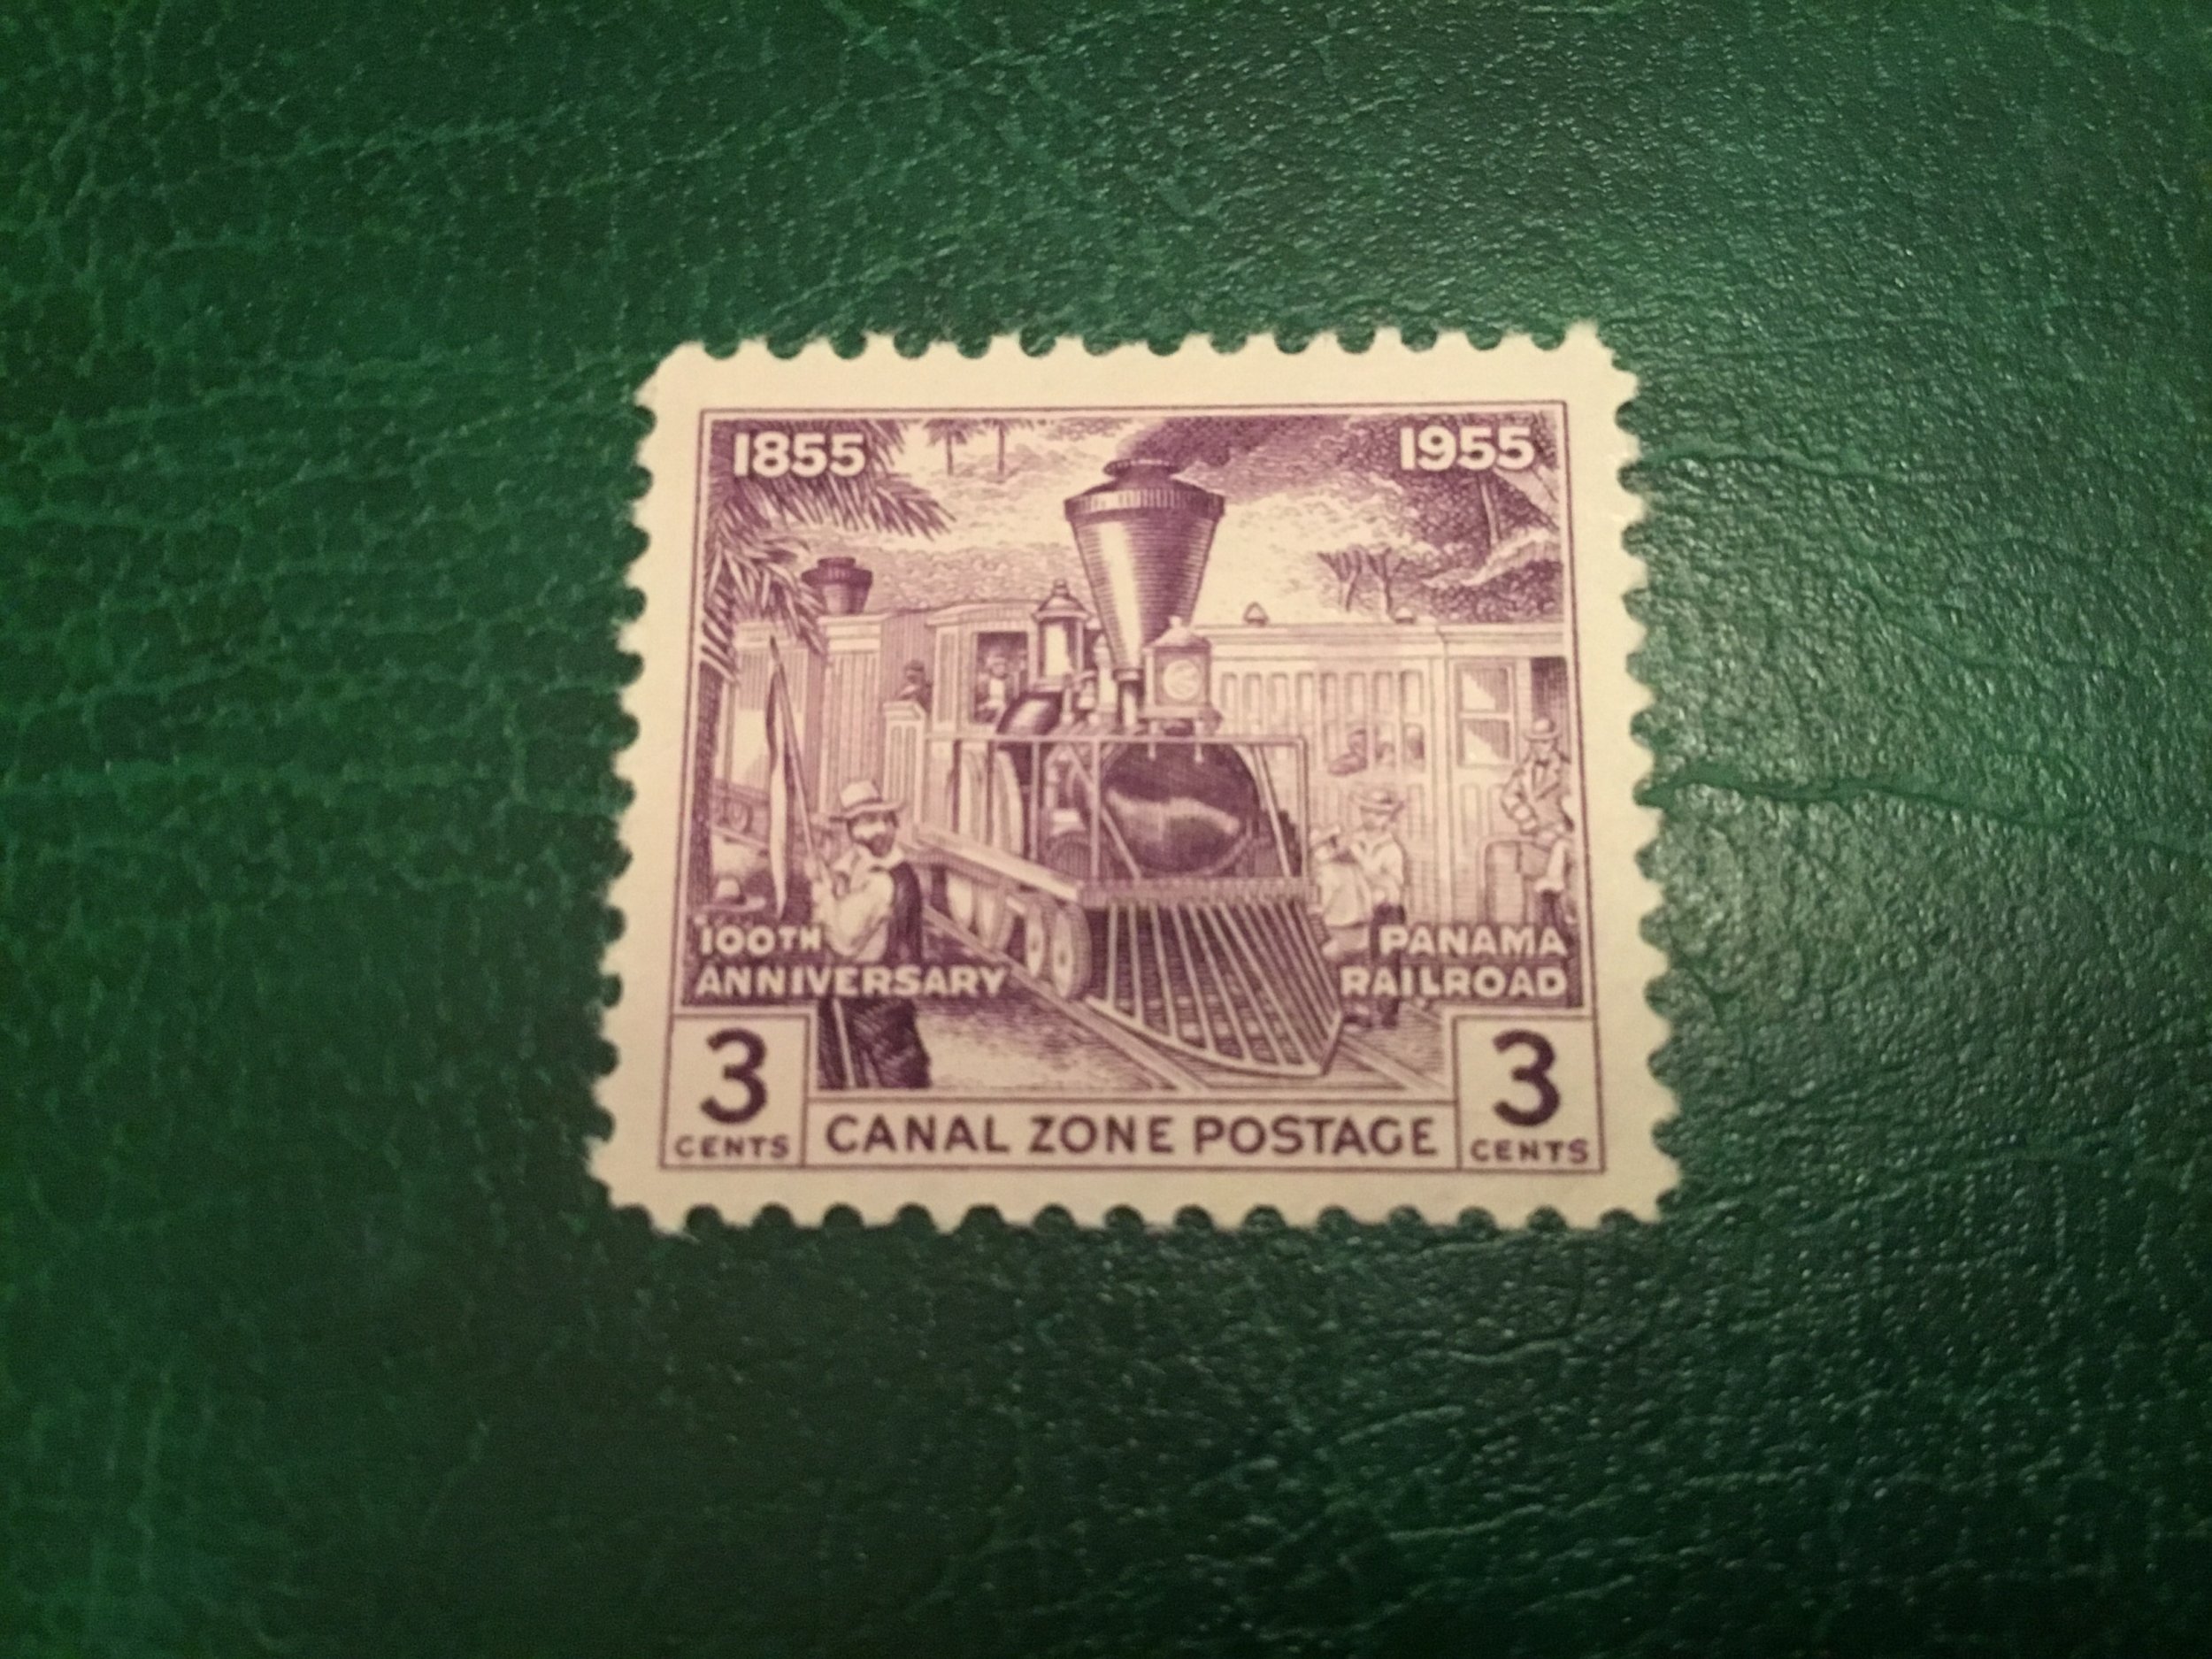 1855 1955
100TH
ANNIVERSARY
PANAMA
RAILROAD
3
CENTS
CANAL ZONE POSTAGE
3
CENTS